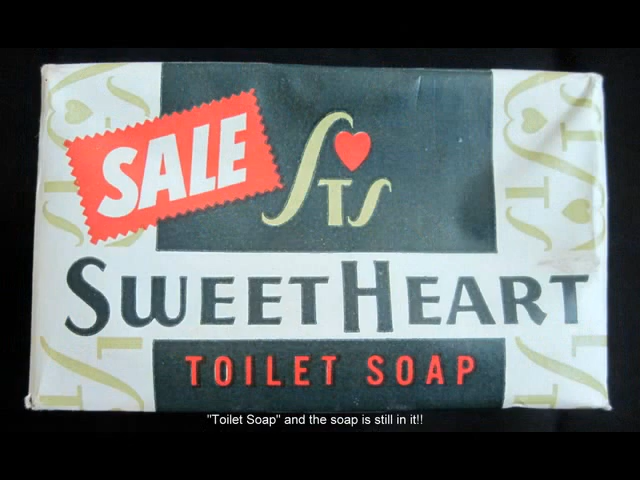 SALE
STS
SWEETHEART
TOILET SOAP
"Toilet Soap" and the soap is still in it!!